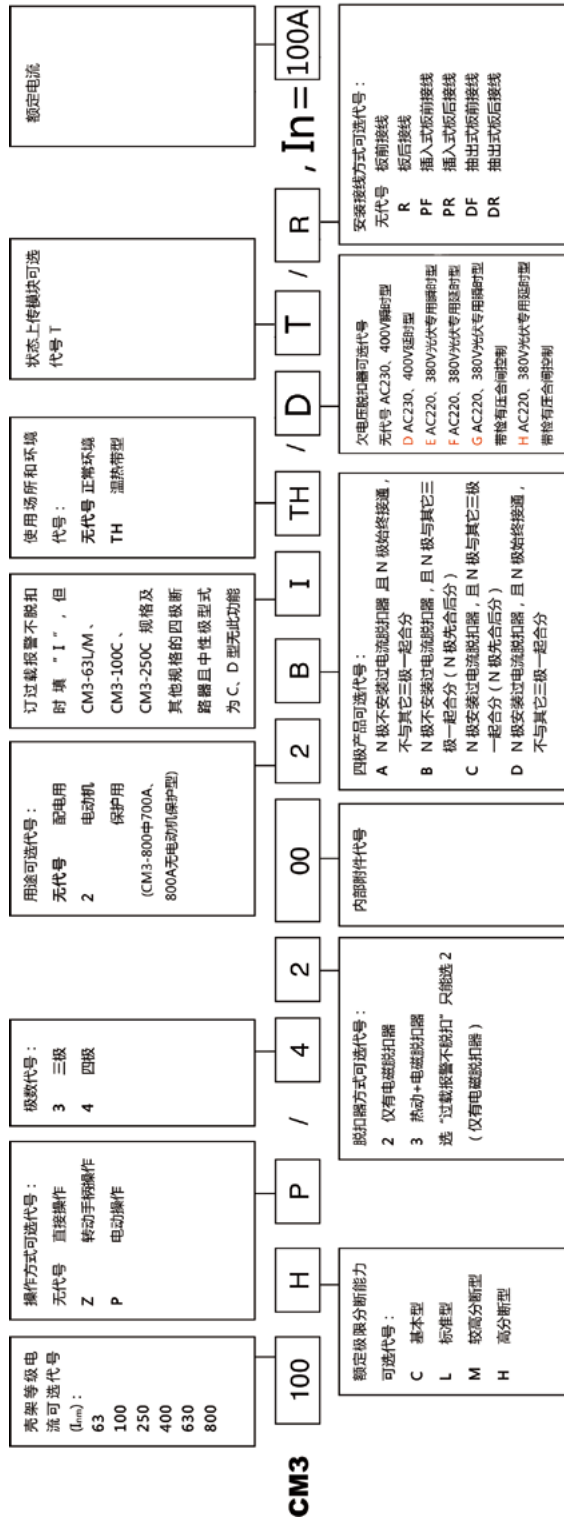 CM3 100 H P / 4 2 00 2 B I TH / D T / R , In= 100A
壳架等级电
流可选代号
(Inm)：
63
100
250
400
630
800
操作方式可选代号：
无代号 直接操作
Z 转动手柄操作
P 电动操作
极数代号：
3 三极
4 四极
用途可选代号：
无代号 配电用
2 电动机
保护用
(CM3-800中700A、
800A无电动机保护型)
订过载报警不脱扣
时填 "I"，但
CM3-63L/M、
CM3-100C、
CM3-250C 规格及
其他规格的四极断
路器且中性极型式
为 C、D 型无此功能
使用场所和环境
代号：
无代号 正常环境
TH 湿热带型
状态上传模块可选
代号 T
额定电流
额定极限分断能力
可选代号：
C 基本型
L 标准型
M 较高分断型
H 高分断型
脱扣器方式可选代号：
2 仅有电磁脱扣器
3 热动+电磁脱扣器
选 "过载报警不脱扣" 只能选 2
（仅有电磁脱扣器）
内部附件代号
四极产品可选代号：
A N 极不安装过电流脱扣器，且 N 极始终接通，
不与其它三极一起合分
B N 极不安装过电流脱扣器，且 N 极与其它三
极一起合分（N 极先合后分）
C N 极安装过电流脱扣器，且 N 极与其它三极
一起合分（N 极先合后分）
D N 极安装过电流脱扣器，且 N 极始终接通，
不与其它三极一起合分
欠电压脱扣器可选代号
无代号 AC230、400V瞬时型
D AC230、400V延时型
E AC220、380V光伏专用瞬时型
F AC220、380V光伏专用延时型
G AC220、380V光伏专用瞬时型
带检有压合闸控制
H AC220、380V光伏专用延时型
带检有压合闸控制
安装接线方式可选代号：
无代号 板前接线
R 板后接线
PF 插入式板前接线
PR 插入式板后接线
DF 抽出式板前接线
DR 抽出式板后接线